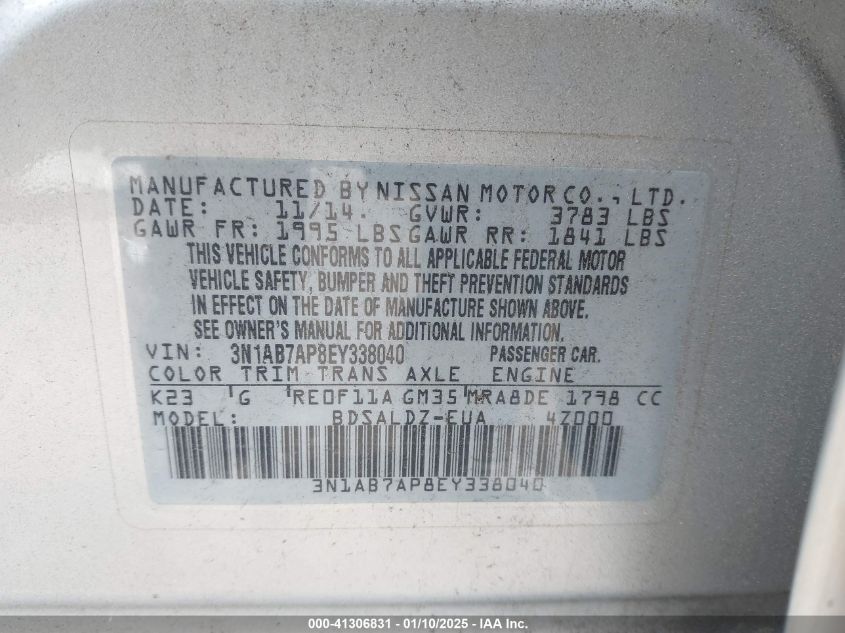 MANUFACTURED BY NISSAN MOTOR CO., LTD.
DATE: 11/14. GVWR: 3783 LBS
GAWR FR: 1995 LBS GAWR RR: 1841 LBS
THIS VEHICLE CONFORMS TO ALL APPLICABLE FEDERAL MOTOR
VEHICLE SAFETY, BUMPER AND THEFT PREVENTION STANDARDS
IN EFFECT ON THE DATE OF MANUFACTURE SHOWN ABOVE.
SEE OWNER'S MANUAL FOR ADDITIONAL INFORMATION.
VIN: 3N1AB7AP8EY338040 PASSENGER CAR.
COLOR TRIM TRANS AXLE ENGINE
K23 G RE0F11A GM35 MRA8DE 1798 CC
MODEL: BDSALDZ-EUA 4Z000
3N1AB7AP8EY338040
000-41306831 - 01/10/2025 - IAA, Inc.